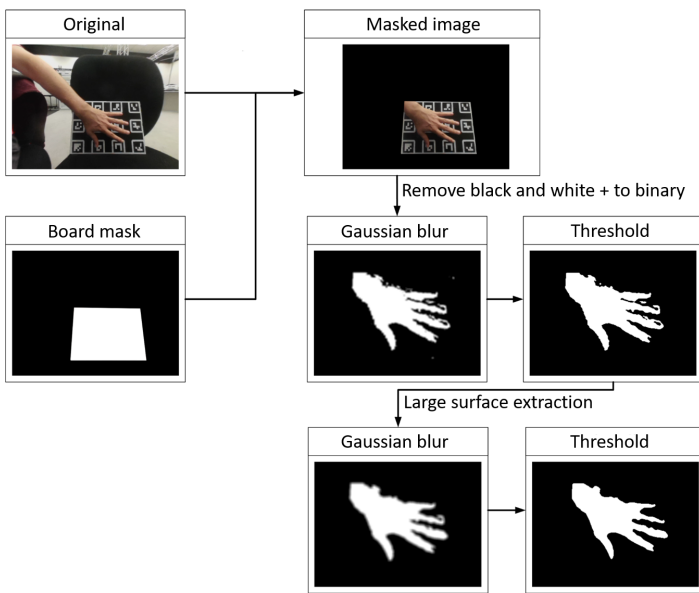 Original
Masked image
Remove black and white + to binary
Board mask
Gaussian blur
Threshold
Large surface extraction
Gaussian blur
Threshold